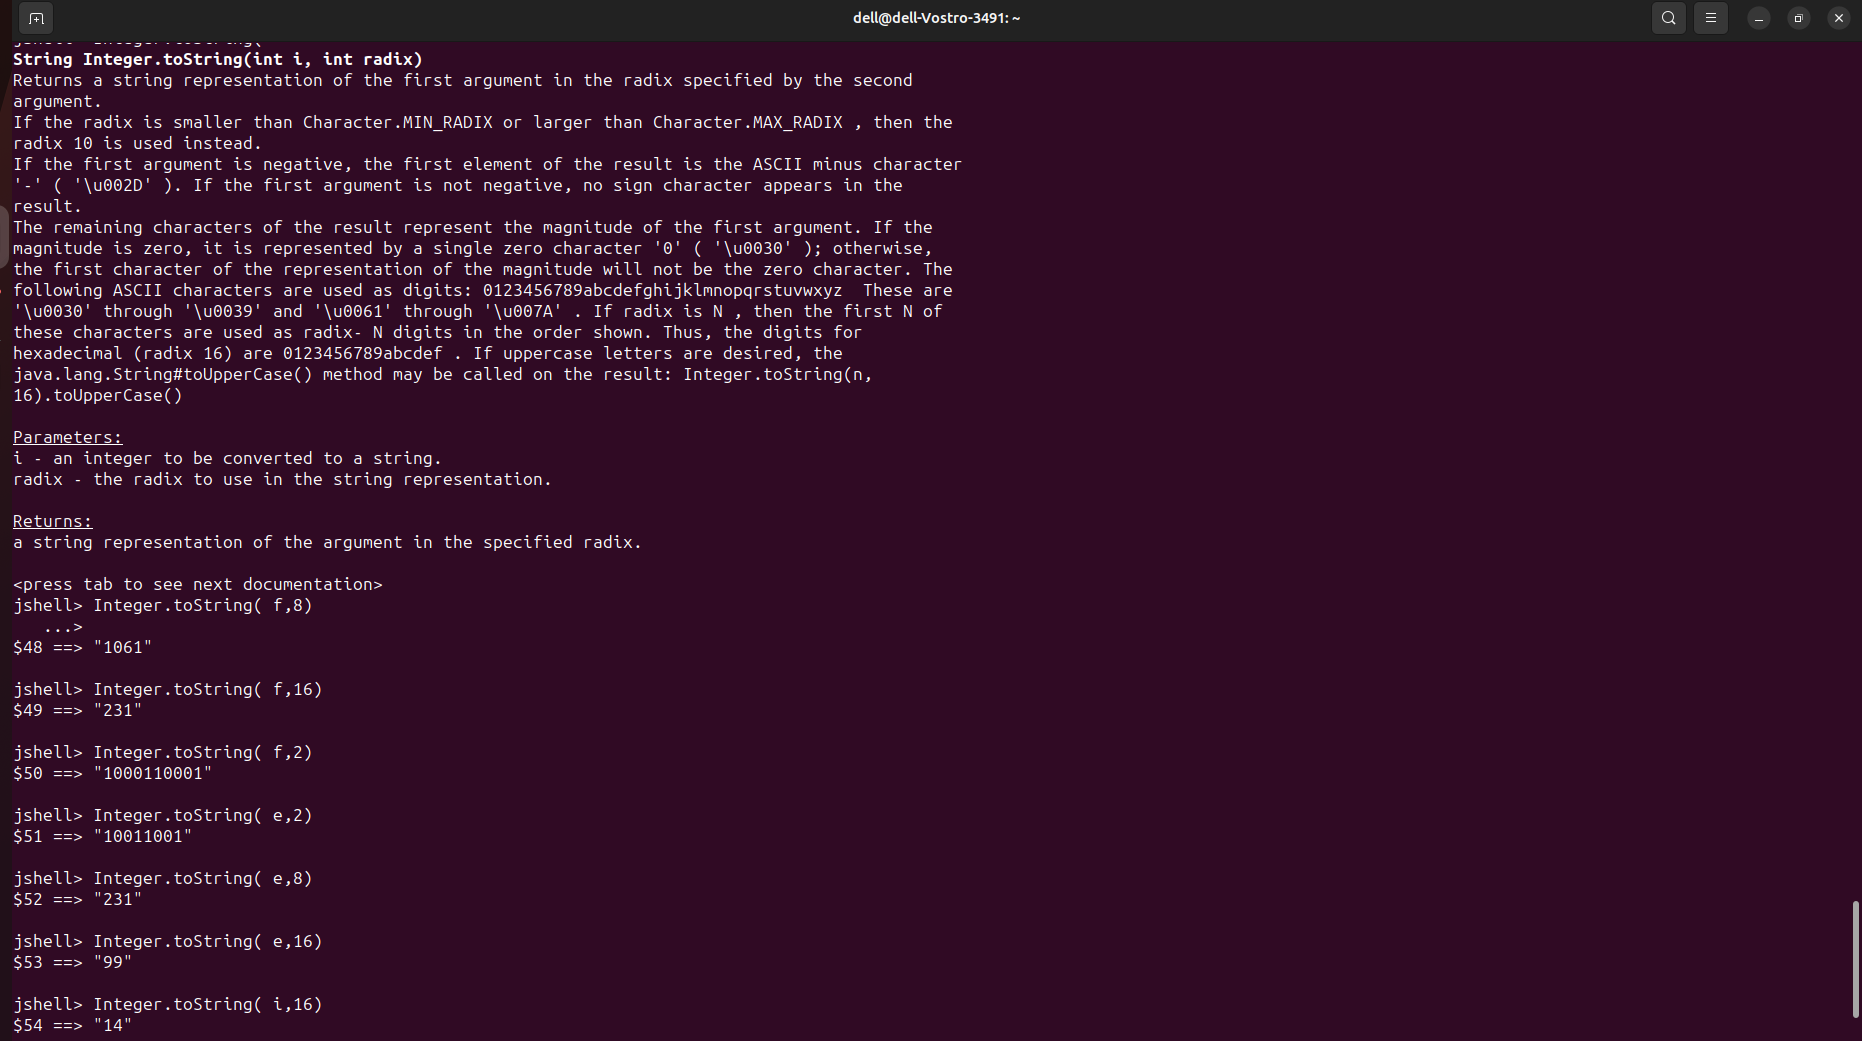 dell@dell-Vostro-3491: ~
String Integer.toString(int i, int radix)
Returns a string representation of the first argument in the radix specified by the second
argument.
If the radix is smaller than Character.MIN_RADIX or larger than Character.MAX_RADIX , then the
radix 10 is used instead.
If the first argument is negative, the first element of the result is the ASCII minus character
'-' ( '\u002D' ). If the first argument is not negative, no sign character appears in the
result.
The remaining characters of the result represent the magnitude of the first argument. If the
magnitude is zero, it is represented by a single zero character '0' ( '\u0030' ); otherwise,
the first character of the representation of the magnitude will not be the zero character. The
following ASCII characters are used as digits: 0123456789abcdefghijklmnopqrstuvwxyz  These are
'\u0030' through '\u0039' and '\u0061' through '\u007A' . If radix is N , then the first N of
these characters are used as radix- N digits in the order shown. Thus, the digits for
hexadecimal (radix 16) are 0123456789abcdef . If uppercase letters are desired, the
java.lang.String#toUpperCase() method may be called on the result: Integer.toString(n,
16).toUpperCase()
Parameters:
i - an integer to be converted to a string.
radix - the radix to use in the string representation.
Returns:
a string representation of the argument in the specified radix.
<press tab to see next documentation>
jshell> Integer.toString( f,8)
   ...>
$48 ==> "1061"
jshell> Integer.toString( f,16)
$49 ==> "231"
jshell> Integer.toString( f,2)
$50 ==> "1000110001"
jshell> Integer.toString( e,2)
$51 ==> "10011001"
jshell> Integer.toString( e,8)
$52 ==> "231"
jshell> Integer.toString( e,16)
$53 ==> "99"
jshell> Integer.toString( i,16)
$54 ==> "14"